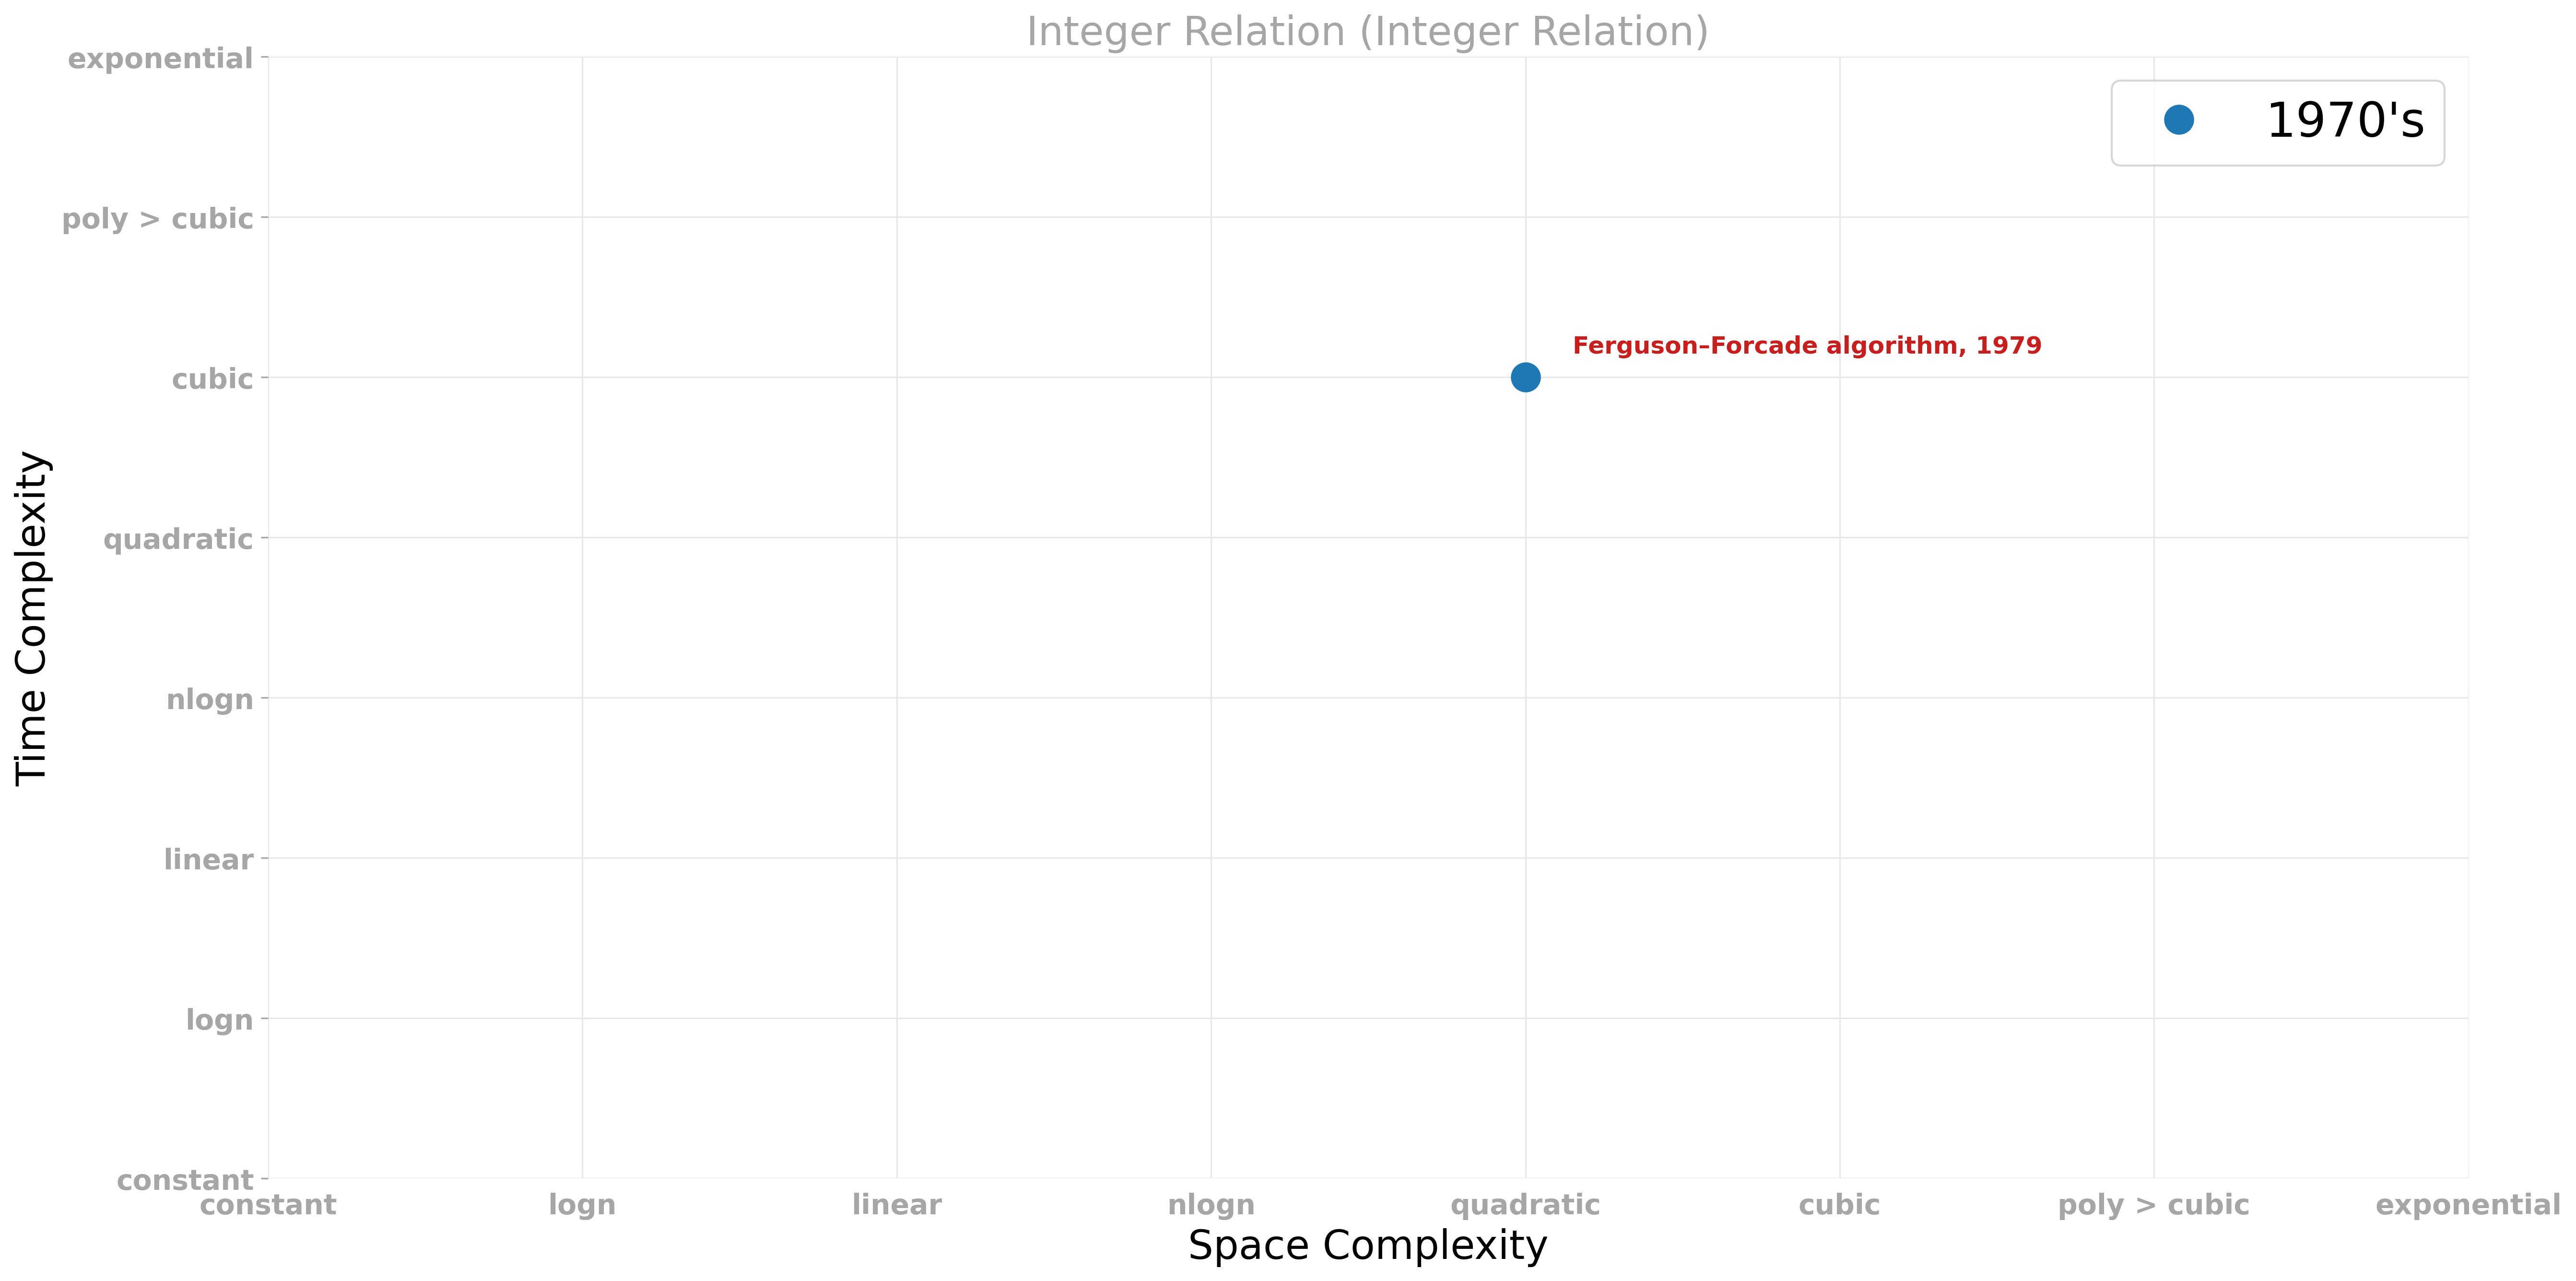 Integer Relation (Integer Relation)
exponential
1970's
poly > cubic
Ferguson–Forcade algorithm, 1979
cubic
quadratic
Time Complexity
nlogn
linear
logn
constant
constant logn linear nlogn quadratic cubic poly > cubic exponential
Space Complexity